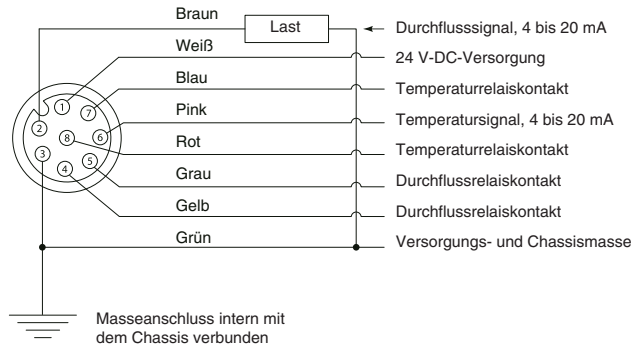 Braun Last Durchflusssignal, 4 bis 20 mA
Weiß 24 V-DC-Versorgung
Blau Temperaturrelaiskontakt
Pink Temperatursignal, 4 bis 20 mA
Rot Temperaturrelaiskontakt
Grau Durchflussrelaiskontakt
Gelb Durchflussrelaiskontakt
Grün Versorgungs- und Chassismasse
1
7
2
8
6
3
5
4
Masseanschluss intern mit
dem Chassis verbunden